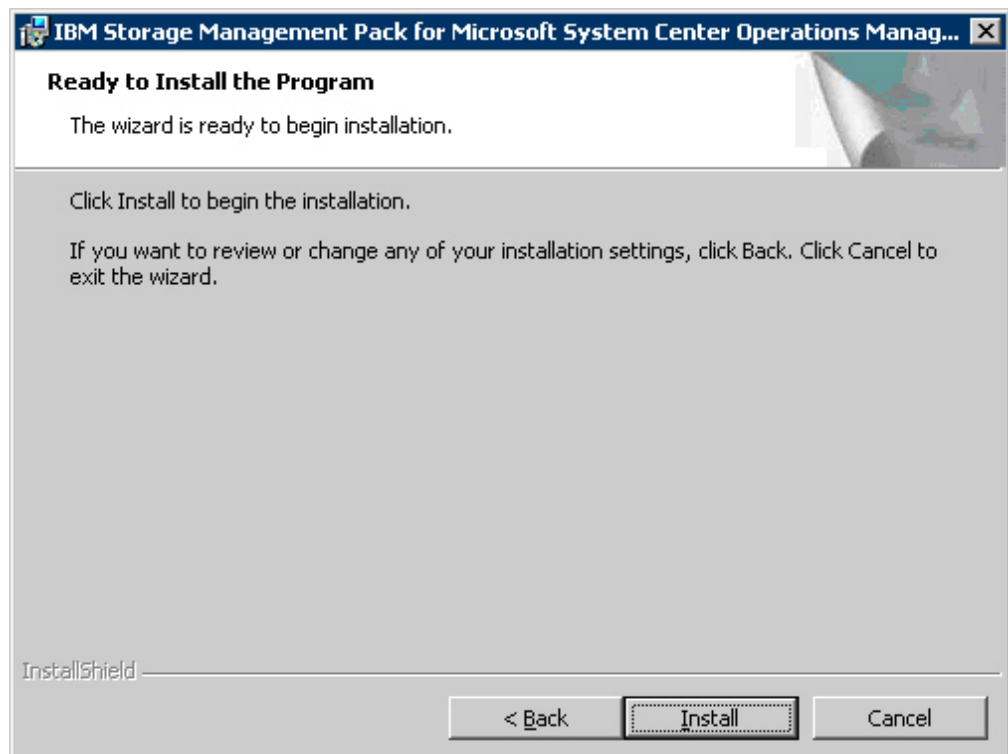 IBM Storage Management Pack for Microsoft System Center Operations Manag...
Ready to Install the Program
The wizard is ready to begin installation.
Click Install to begin the installation.
If you want to review or change any of your installation settings, click Back. Click Cancel to
exit the wizard.
InstallShield
< Back
Install
Cancel